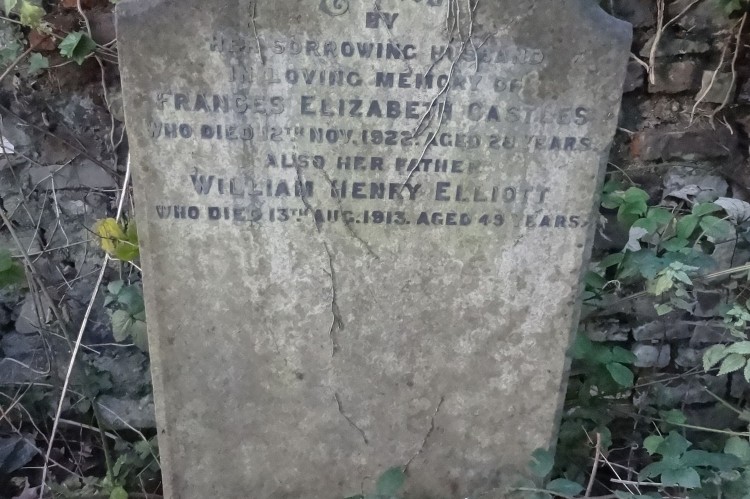 BY
HER SORROWING HUSBAND
IN LOVING MEMORY OF
FRANCES ELIZABETH CASTLES
WHO DIED 12TH NOV. 1922. AGED 28 YEARS.
ALSO HER FATHER
WILLIAM HENRY ELLIOTT
WHO DIED 13TH AUG. 1913. AGED 49 YEARS.